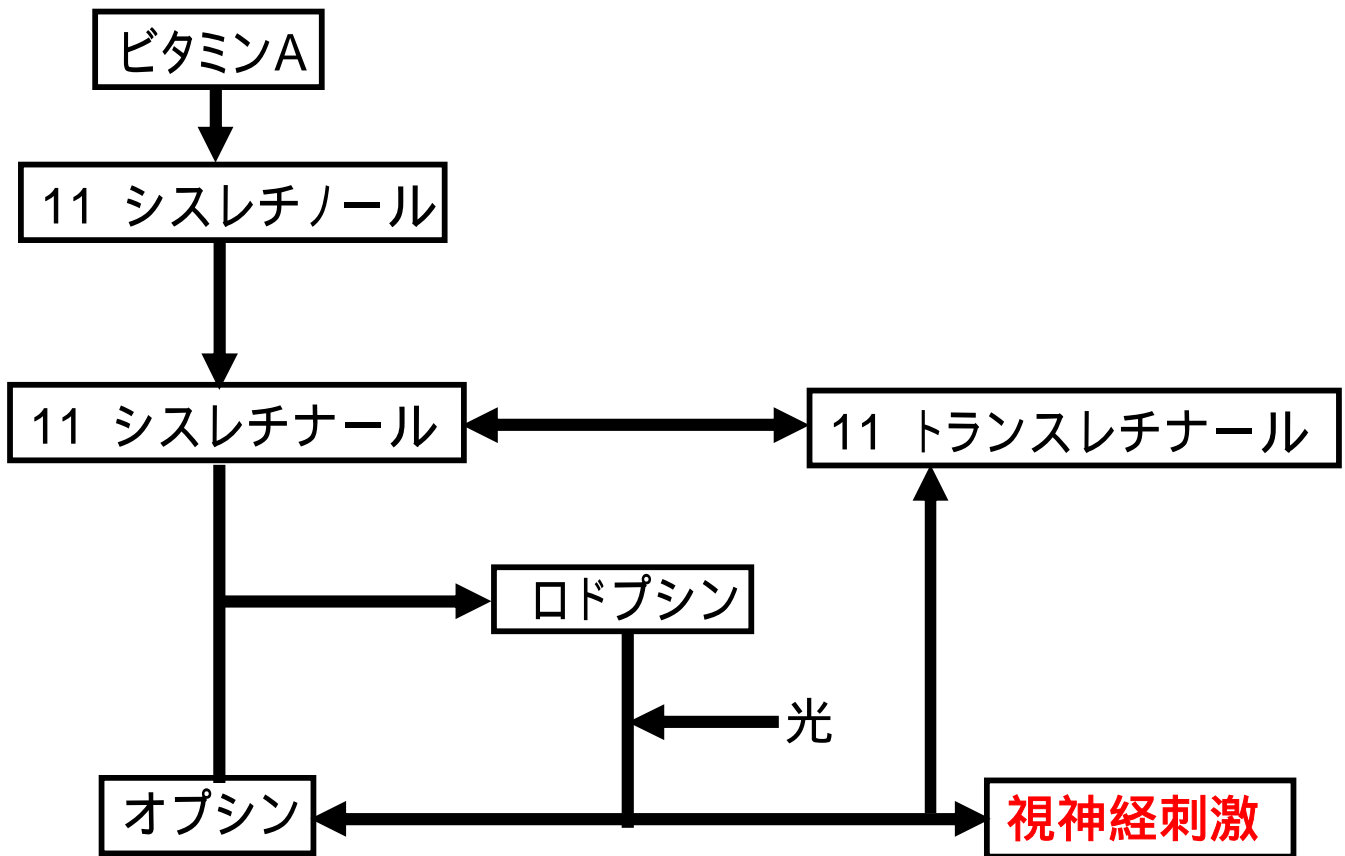 ビタミンA
11 シスレチノール
11 シスレチナール
11 トランスレチナール
ロドプシン
光
オプシン
視神経刺激